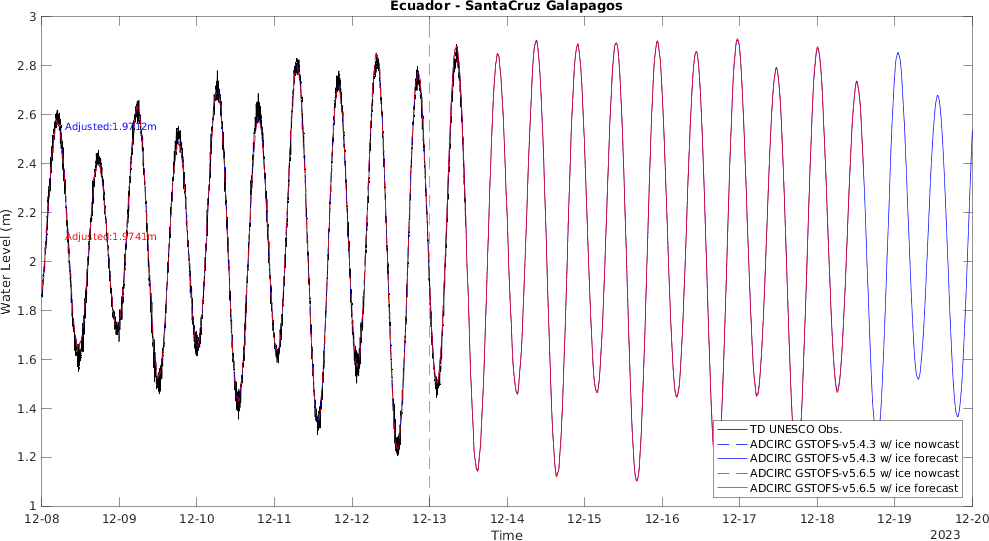 Ecuador - SantaCruz Galapagos
3
2.8
2.6
2.4
2.2
2
1.8
1.6
1.4
1.2
1
Water Level (m)
Adjusted:1.9712m
Adjusted:1.9741m
TD UNESCO Obs.
ADCIRC GSTOFS-v5.4.3 w/ ice nowcast
ADCIRC GSTOFS-v5.4.3 w/ ice forecast
ADCIRC GSTOFS-v5.6.5 w/ ice nowcast
ADCIRC GSTOFS-v5.6.5 w/ ice forecast
12-08 12-09 12-10 12-11 12-12 12-13 12-14 12-15 12-16 12-17 12-18 12-19 12-20
Time
2023